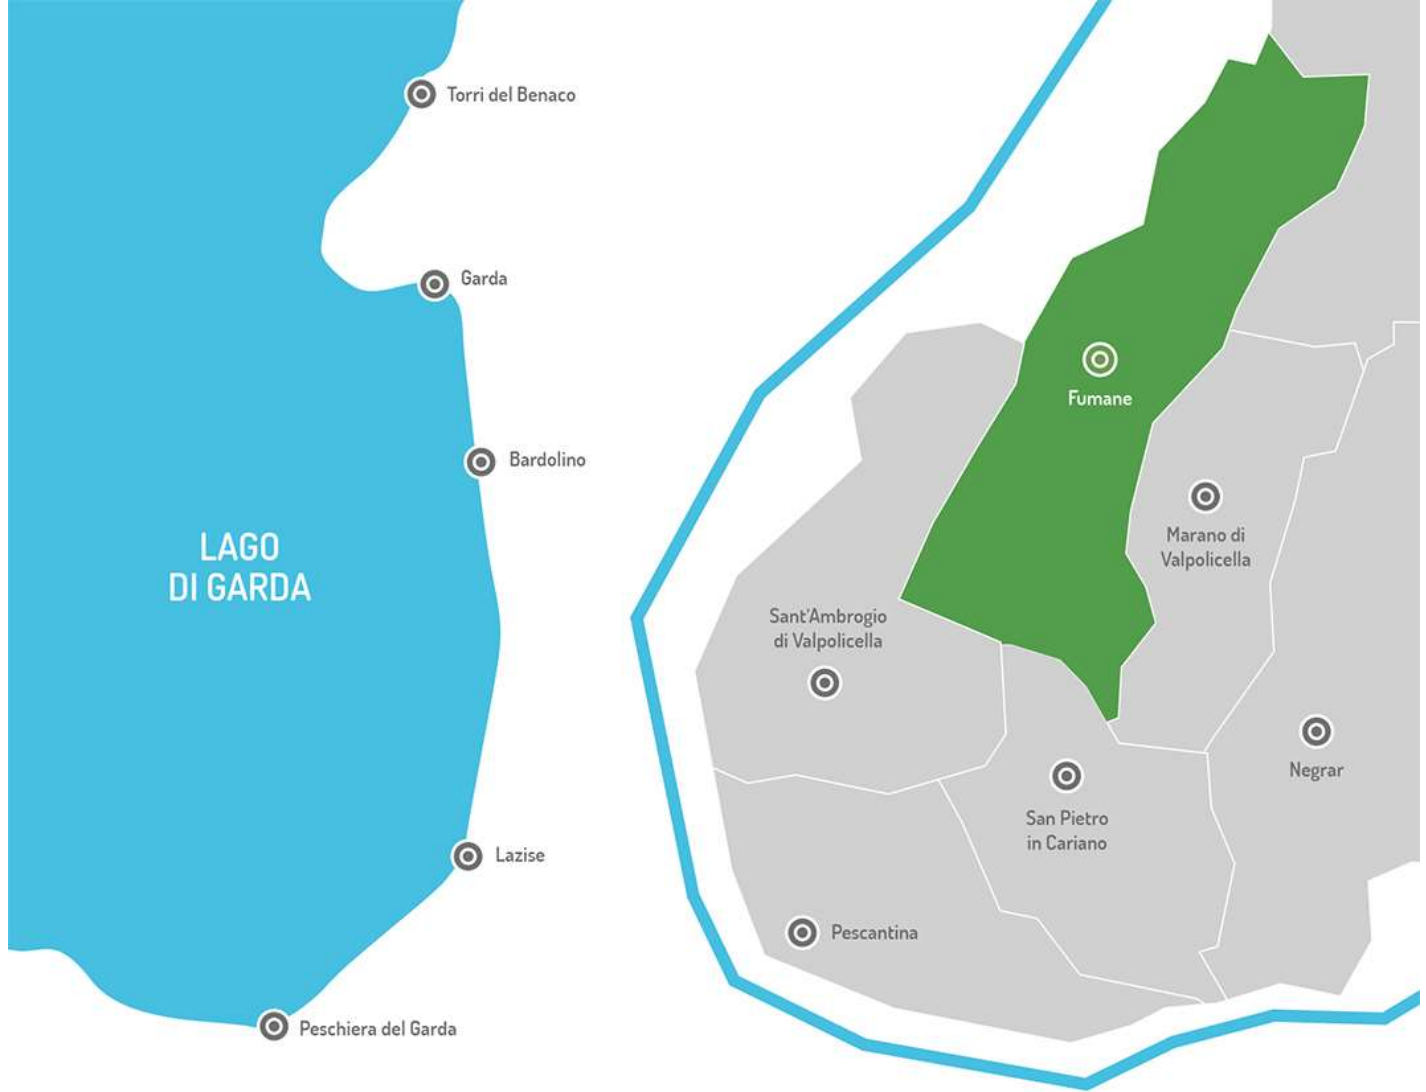 Torri del Benaco
Garda
Bardolino
LAGO
DI GARDA
Lazise
Peschiera del Garda
Fumane
Marano di
Valpolicella
Sant'Ambrogio
di Valpolicella
Negrar
San Pietro
in Cariano
Pescantina